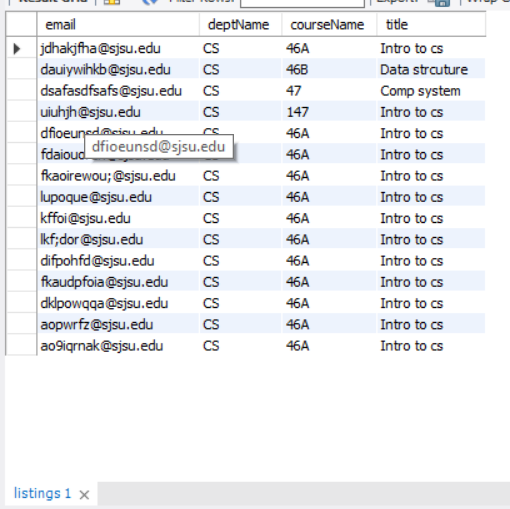 email deptName courseName title
jdhakjfha@sjsu.edu CS 46A Intro to cs
dauiywihkb@sjsu.edu CS 46B Data strcuture
dsafasdfsafs@sjsu.edu CS 47 Comp system
uiuhjh@sjsu.edu CS 147 Intro to cs
dfioeunsd@sjsu.edu CS 46A Intro to cs
dfioeunsd@sjsu.edu
46A Intro to cs
fkaoirewou;@sjsu.edu CS 46A Intro to cs
lupoque@sjsu.edu CS 46A Intro to cs
kffoi@sjsu.edu CS 46A Intro to cs
lkf;dor@sjsu.edu CS 46A Intro to cs
difpohfd@sjsu.edu CS 46A Intro to cs
fkaudpfoia@sjsu.edu CS 46A Intro to cs
dklpowqqa@sjsu.edu CS 46A Intro to cs
aopwrfz@sjsu.edu CS 46A Intro to cs
ao9iqrnak@sjsu.edu CS 46A Intro to cs
listings 1